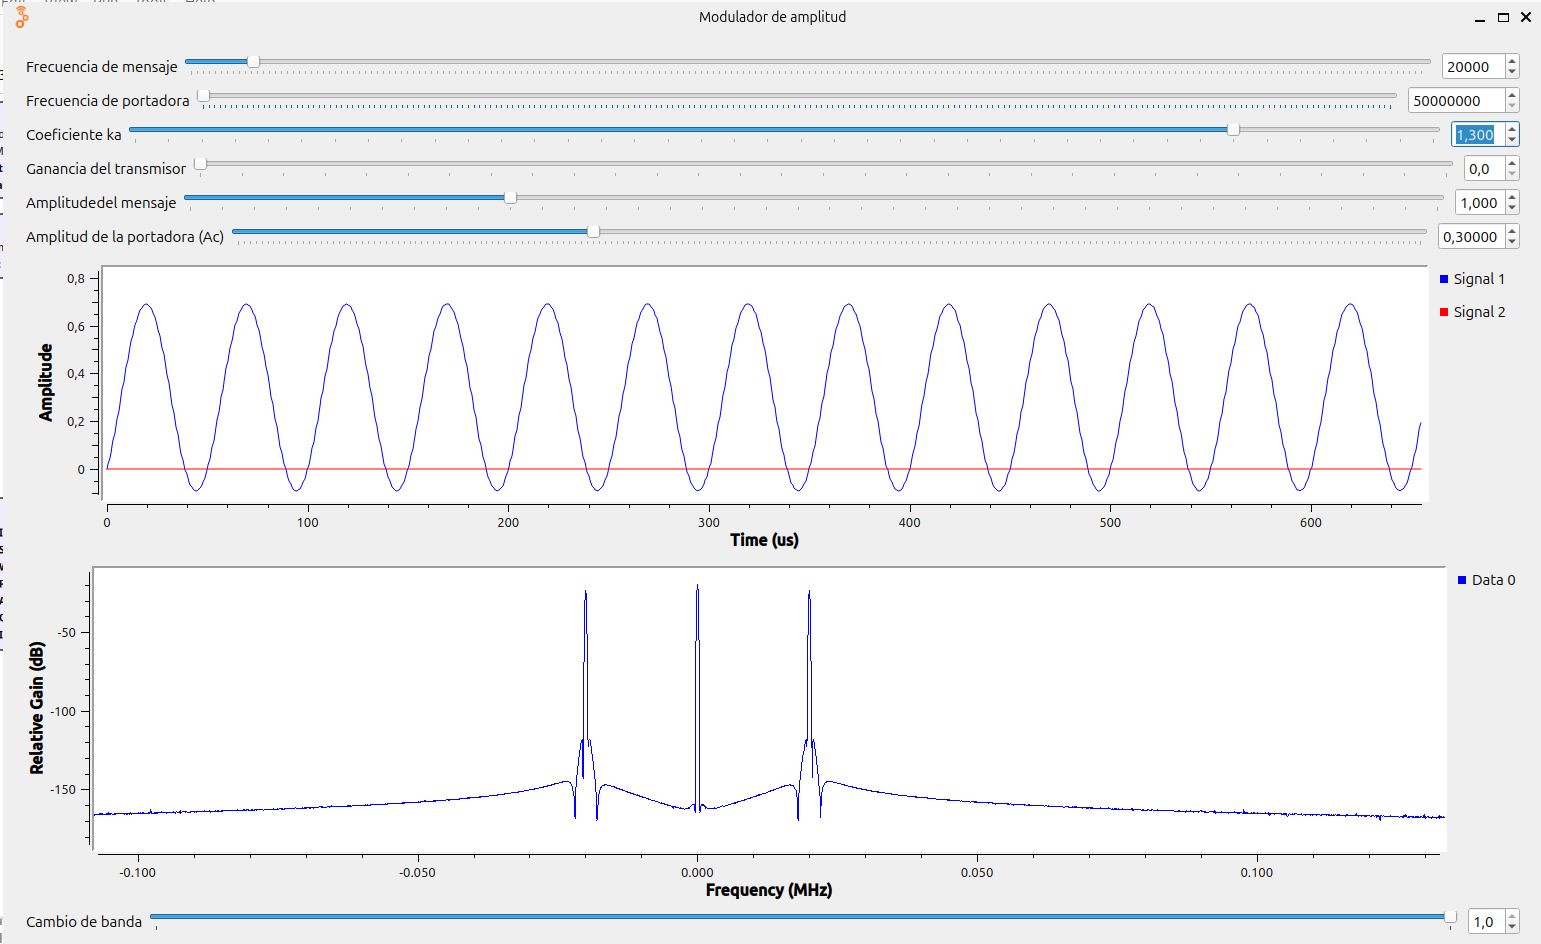 Modulador de amplitud
Frecuencia de mensaje 20000
Frecuencia de portadora 50000000
Coeficiente ka 1,300
Ganancia del transmisor 0,0
Amplitudedel mensaje 1,000
Amplitud de la portadora (Ac) 0,30000
0,8
0,6
0,4
0,2
0
Amplitude
Signal 1
Signal 2
0 100 200 300 400 500 600
Time (us)
Data 0
-50
-100
-150
Relative Gain (dB)
-0.100 -0.050 0.000 0.050 0.100
Frequency (MHz)
Cambio de banda 1,0